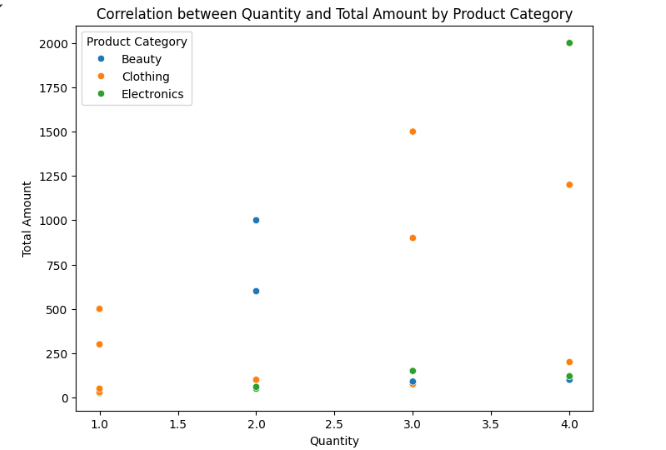 Correlation between Quantity and Total Amount by Product Category
Product Category
Beauty
Clothing
Electronics
2000
1750
1500
1250
1000
750
500
250
0
Total Amount
1.0 1.5 2.0 2.5 3.0 3.5 4.0
Quantity